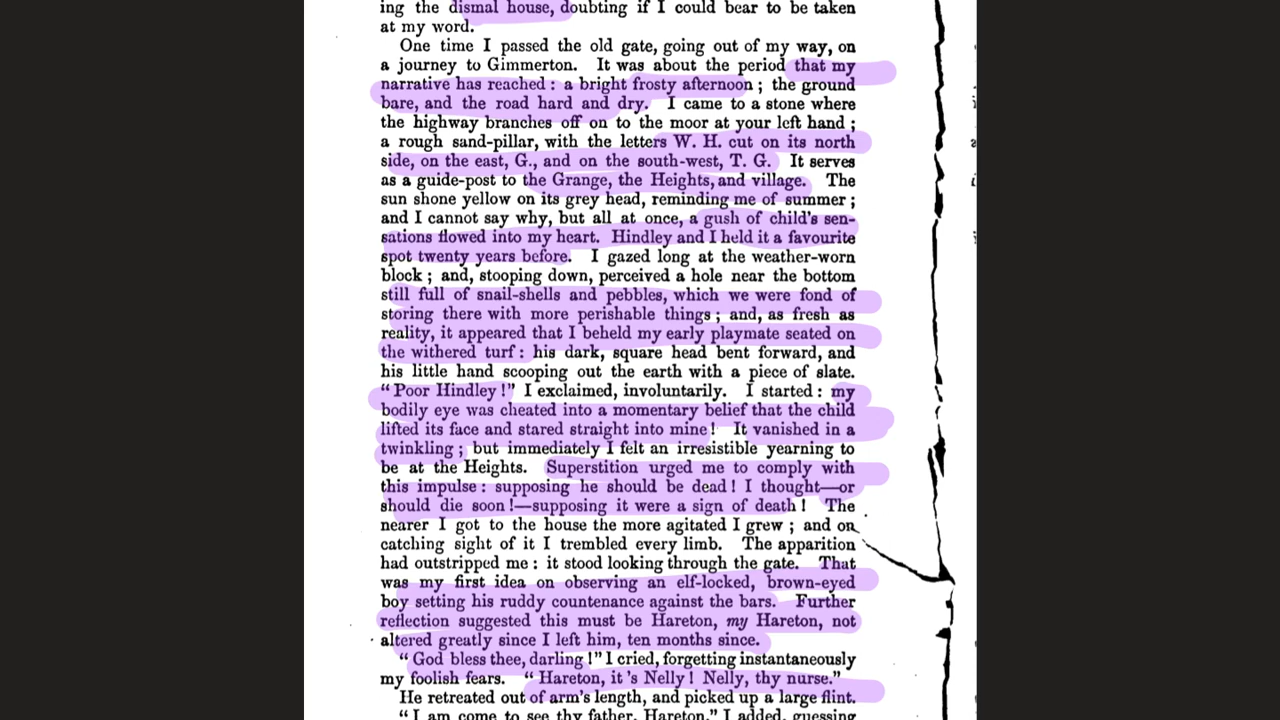 ing the dismal house, doubting if I could bear to be taken
at my word.
One time I passed the old gate, going out of my way, on
a journey to Gimmerton. It was about the period that my
narrative has reached : a bright frosty afternoon ; the ground
bare, and the road hard and dry. I came to a stone where
the highway branches off on to the moor at your left hand ;
a rough sand-pillar, with the letters W. H. cut on its north
side, on the east, G., and on the south-west, T. G. It serves
as a guide-post to the Grange, the Heights, and village. The
sun shone yellow on its grey head, reminding me of summer ;
and I cannot say why, but all at once, a gush of child's sen-
sations flowed into my heart. Hindley and I held it a favourite
spot twenty years before. I gazed long at the weather-worn
block ; and, stooping down, perceived a hole near the bottom
still full of snail-shells and pebbles, which we were fond of
storing there with more perishable things ; and, as fresh as
reality, it appeared that I beheld my early playmate seated on
the withered turf : his dark, square head bent forward, and
his little hand scooping out the earth with a piece of slate.
“ Poor Hindley !” I exclaimed, involuntarily. I started : my
bodily eye was cheated into a momentary belief that the child
lifted its face and stared straight into mine ! It vanished in a
twinkling ; but immediately I felt an irresistible yearning to
be at the Heights. Superstition urged me to comply with
this impulse : supposing he should be dead ! I thought—or
should die soon !—supposing it were a sign of death ! The
nearer I got to the house the more agitated I grew ; and on
catching sight of it I trembled every limb. The apparition
had outstripped me : it stood looking through the gate. That
was my first idea on observing an elf-locked, brown-eyed
boy setting his ruddy countenance against the bars. Further
reflection suggested this must be Hareton, my Hareton, not
altered greatly since I left him, ten months since.
“ God bless thee, darling !” I cried, forgetting instantaneously
my foolish fears. “ Hareton, it 's Nelly ! Nelly, thy nurse.”
He retreated out of arm's length, and picked up a large flint.
“ I am come to see thy father, Hareton,” I added, guessing